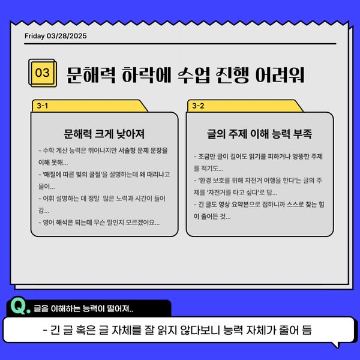 Friday 03/28/2025
03
문해력 하락에 수업 진행 어려워
3-1
문해력 크게 낮아져
- 수학 계산 능력은 뛰어나지만 서술형 문제 문장을
이해 못해...
- '매질에 따른 빛의 굴절'을 설명하는데 왜 때리냐고
물어...
- 어휘 설명하는 데 정말 많은 노력과 시간이 들어
감...
- 영어 해석은 되는데 무슨 말인지 모르겠어요...
3-2
글의 주제 이해 능력 부족
- 조금만 글이 길어도 읽기를 피하거나 엉뚱한 주제
를 적기도...
- '환경 보호를 위해 자전거 여행을 한다'는 글의 주
제를 '자전거를 타고 싶다'로 답...
- 긴 글도 영상 요약본으로 접하니까 스스로 찾는 힘
이 줄어든 것...
Q. 글을 이해하는 능력이 떨어져..
- 긴 글 혹은 글 자체를 잘 읽지 않다보니 능력 자체가 줄어 듬